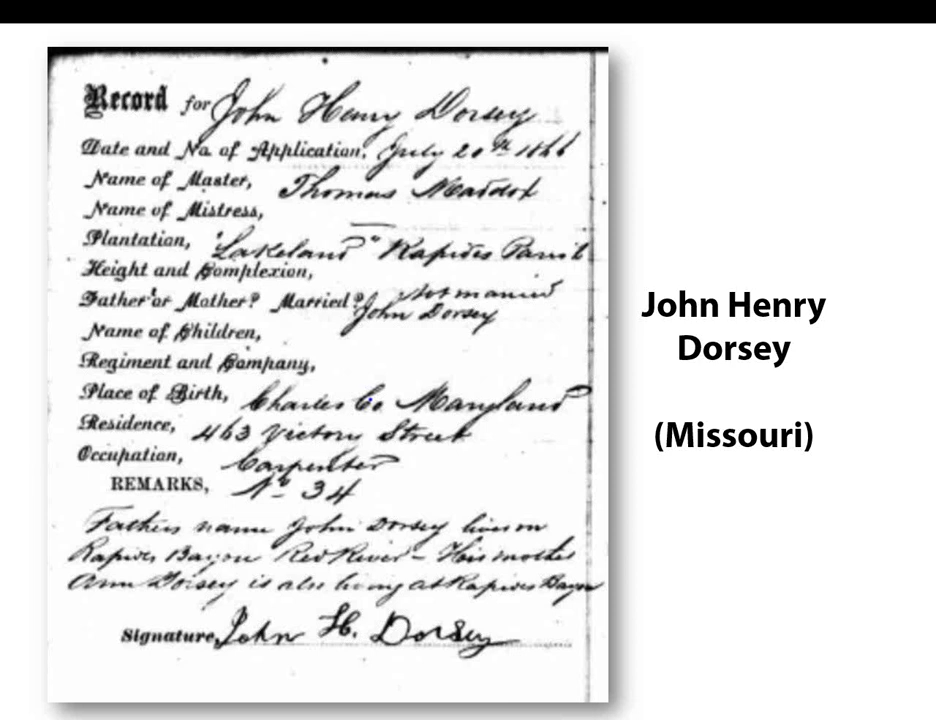 Record for John Henry Dorsey
Date and No. of Application, July 20th 1866
Name of Master, Thomas Maddox
Name of Mistress,
Plantation, "Lakeland" Rapides Parish
Height and Complexion,
Father or Mother? Married? Not married
John Dorsey
Name of Children,
Regiment and Company,
Place of Birth, Charles Co. Maryland
Residence, 463 Victory Street
Occupation, Carpenter
REMARKS, No 34
Fathers name John Dorsey lives on
Rapides Bayou Red River - His mother
Ann Dorsey is also living at Rapides Bayou
Signature, John H. Dorsey
John Henry
Dorsey
(Missouri)